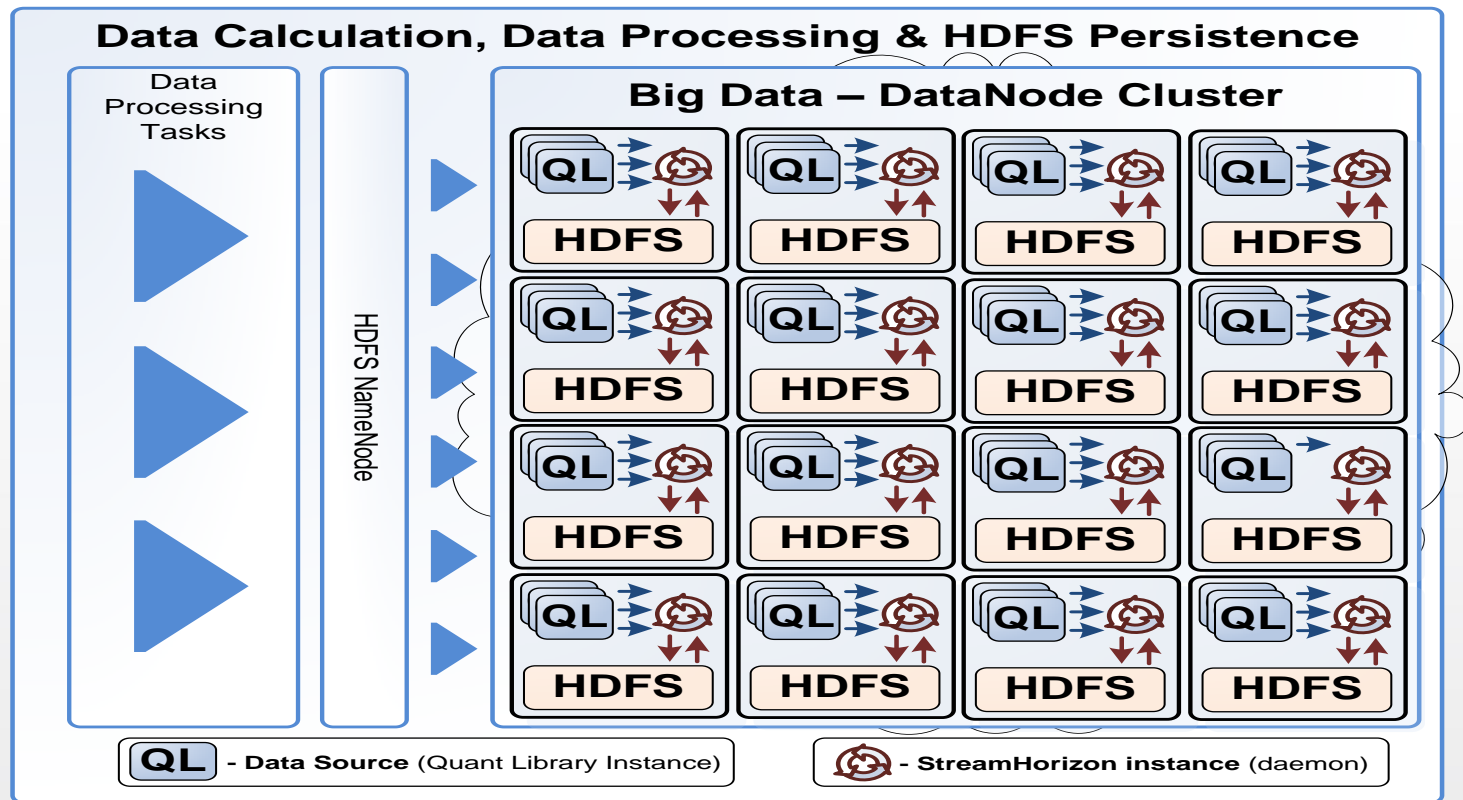 Data Calculation, Data Processing & HDFS Persistence
Data
Processing
Tasks
HDFS NameNode
Big Data – DataNode Cluster
QL
QL
QL
QL
HDFS
HDFS
HDFS
HDFS
QL
QL
QL
QL
HDFS
HDFS
HDFS
HDFS
QL
QL
QL
QL
HDFS
HDFS
HDFS
HDFS
QL
QL
QL
QL
HDFS
HDFS
HDFS
HDFS
QL - Data Source (Quant Library Instance)
- StreamHorizon instance (daemon)